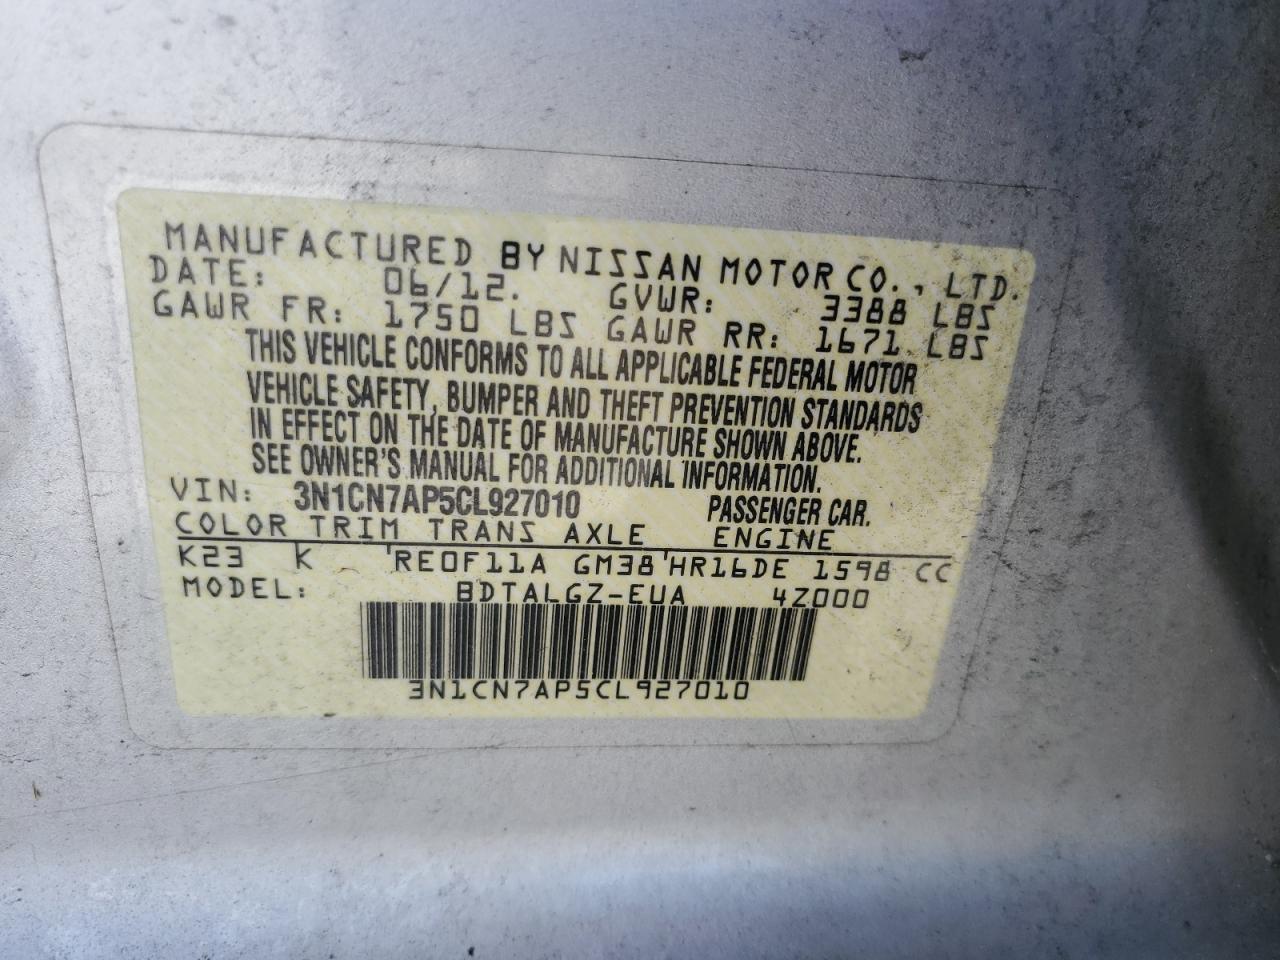 MANUFACTURED BY NISSAN MOTOR CO., LTD.
DATE: 06/12. GVWR: 3388 LBS
GAWR FR: 1750 LBS GAWR RR: 1671 LBS
THIS VEHICLE CONFORMS TO ALL APPLICABLE FEDERAL MOTOR
VEHICLE SAFETY, BUMPER AND THEFT PREVENTION STANDARDS
IN EFFECT ON THE DATE OF MANUFACTURE SHOWN ABOVE.
SEE OWNER'S MANUAL FOR ADDITIONAL INFORMATION.
VIN: 3N1CN7AP5CL927010 PASSENGER CAR.
COLOR TRIM TRANS AXLE ENGINE
K23 K 'RE0F11A GM38'HR16DE 1598 CC
MODEL: BDTALGZ-EUA 4Z000
3N1CN7AP5CL927010